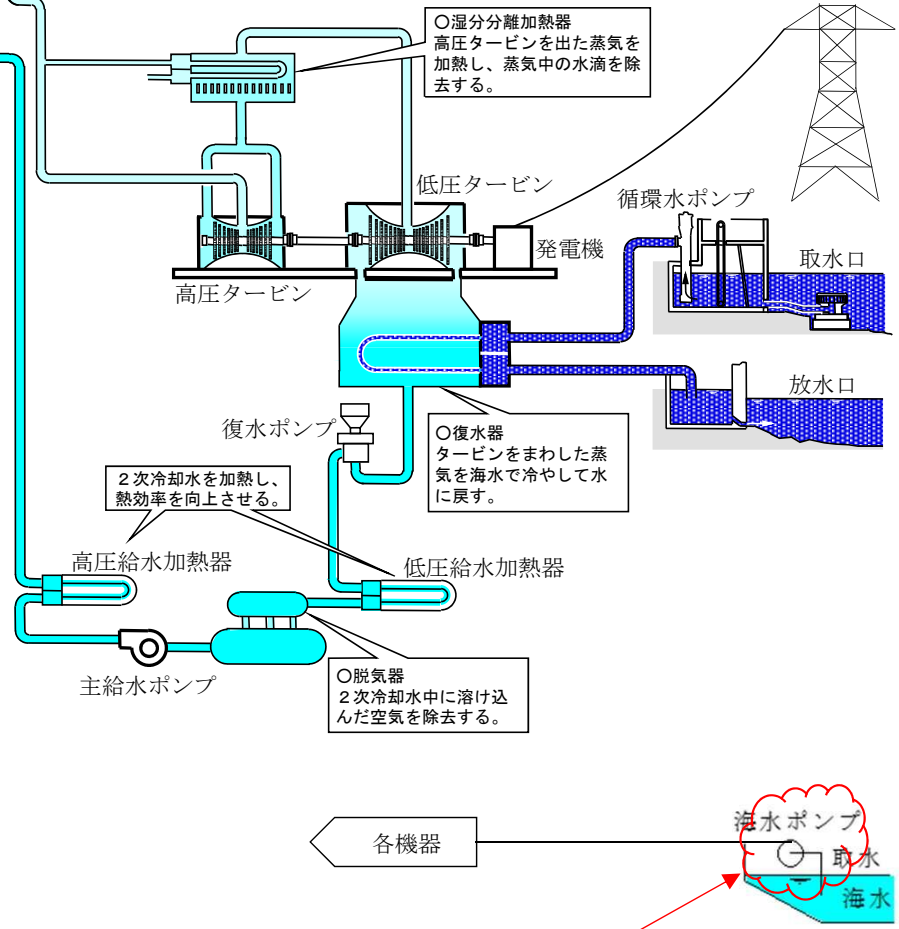 ○湿分分離加熱器
高圧タービンを出た蒸気を
加熱し、蒸気中の水滴を除
去する。
低圧タービン
循環水ポンプ
発電機
取水口
高圧タービン
放水口
復水ポンプ
○復水器
タービンをまわした蒸
気を海水で冷やして水
に戻す。
２次冷却水を加熱し、
熱効率を向上させる。
高圧給水加熱器
低圧給水加熱器
主給水ポンプ
○脱気器
２次冷却水中に溶け込
んだ空気を除去する。
海水ポンプ
各機器
取水
海水